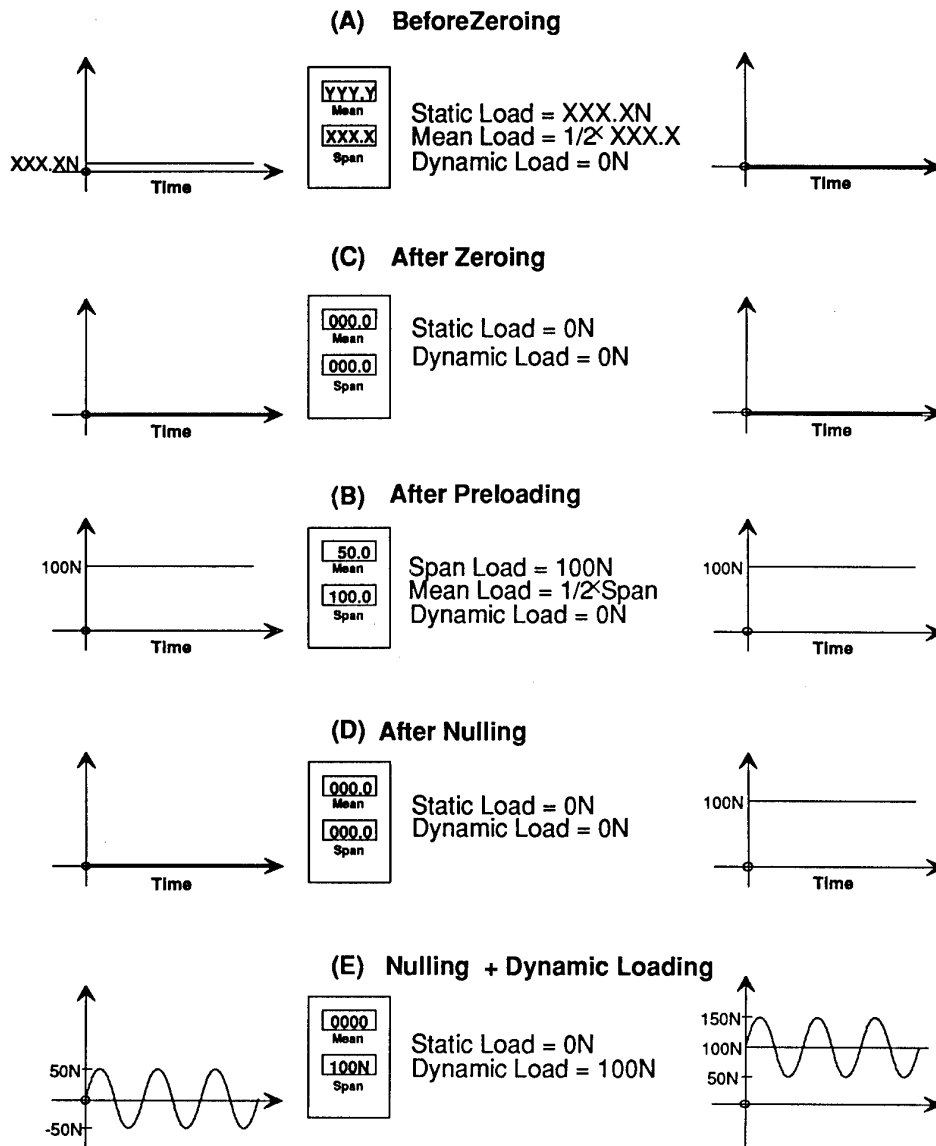 (A) BeforeZeroing
YYY.Y
Mean
XXX.X
Span
Static Load = XXX.XN
Mean Load = 1/2× XXX.X
Dynamic Load = 0N
XXX.XN
Time
Time
(C) After Zeroing
000.0
Mean
000.0
Span
Static Load = 0N
Dynamic Load = 0N
Time
Time
(B) After Preloading
100N
50.0
Mean
100.0
Span
Span Load = 100N
Mean Load = 1/2×Span
Dynamic Load = 0N
100N
Time
Time
(D) After Nulling
000.0
Mean
000.0
Span
Static Load = 0N
Dynamic Load = 0N
100N
Time
Time
(E) Nulling + Dynamic Loading
50N
-50N
0000
Mean
100N
Span
Static Load = 0N
Dynamic Load = 100N
150N
100N
50N